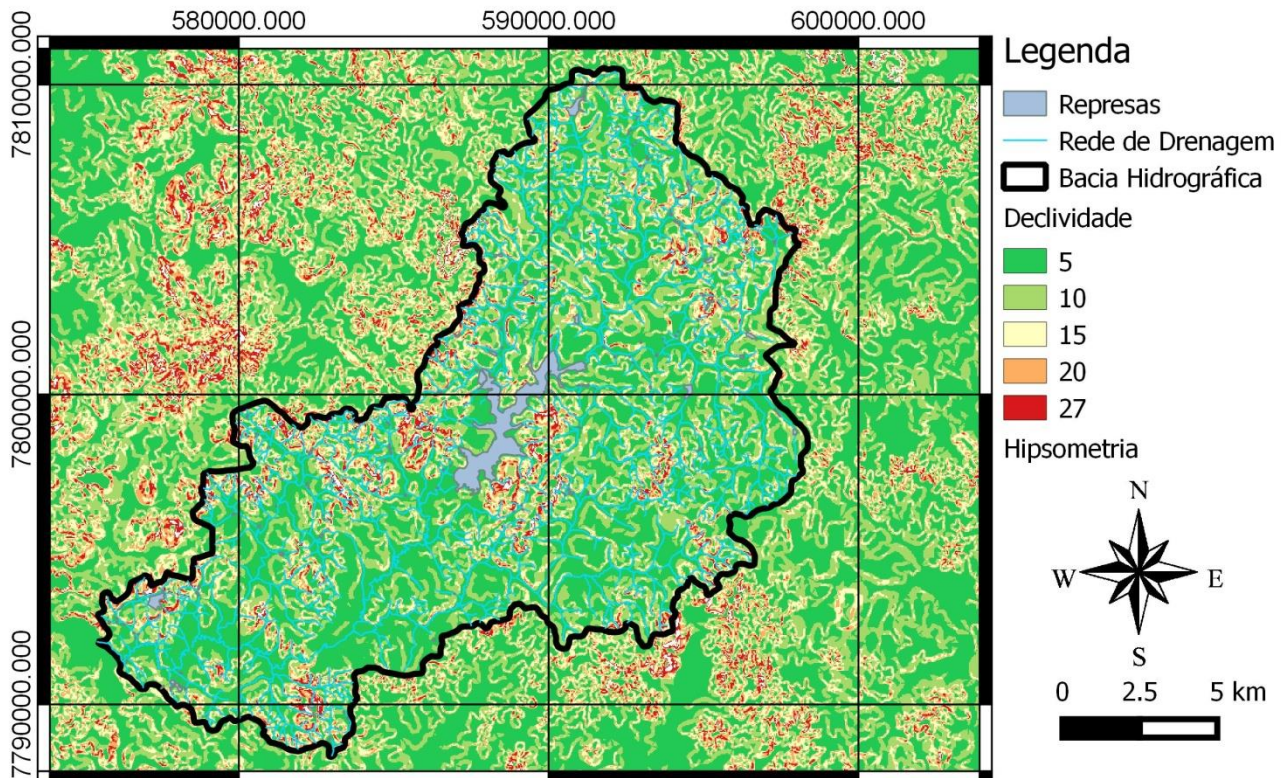 580000.000 590000.000 600000.000
7810000.000
7800000.000
7790000.000
Legenda
Represas
Rede de Drenagem
Bacia Hidrográfica
Declividade
5
10
15
20
27
Hipsometria
N
W E
S
0 2.5 5 km